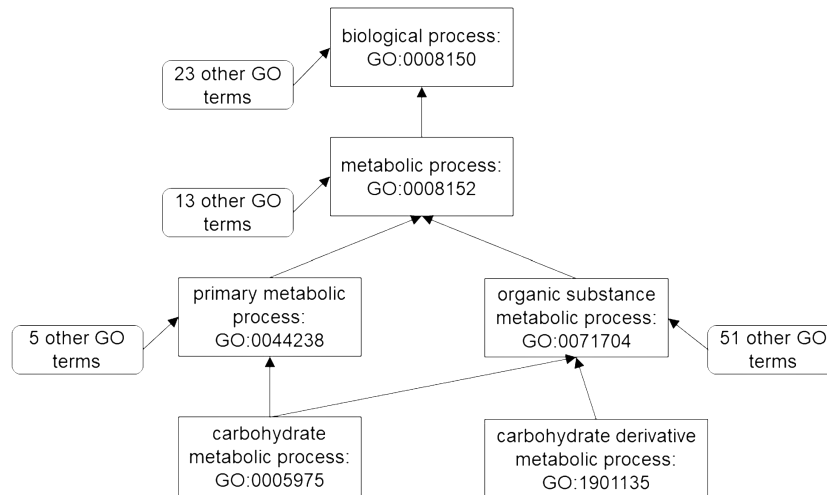 biological process:
GO:0008150
23 other GO
terms
metabolic process:
GO:0008152
13 other GO
terms
primary metabolic
process:
GO:0044238
organic substance
metabolic process:
GO:0071704
5 other GO
terms
51 other GO
terms
carbohydrate
metabolic process:
GO:0005975
carbohydrate derivative
metabolic process:
GO:1901135